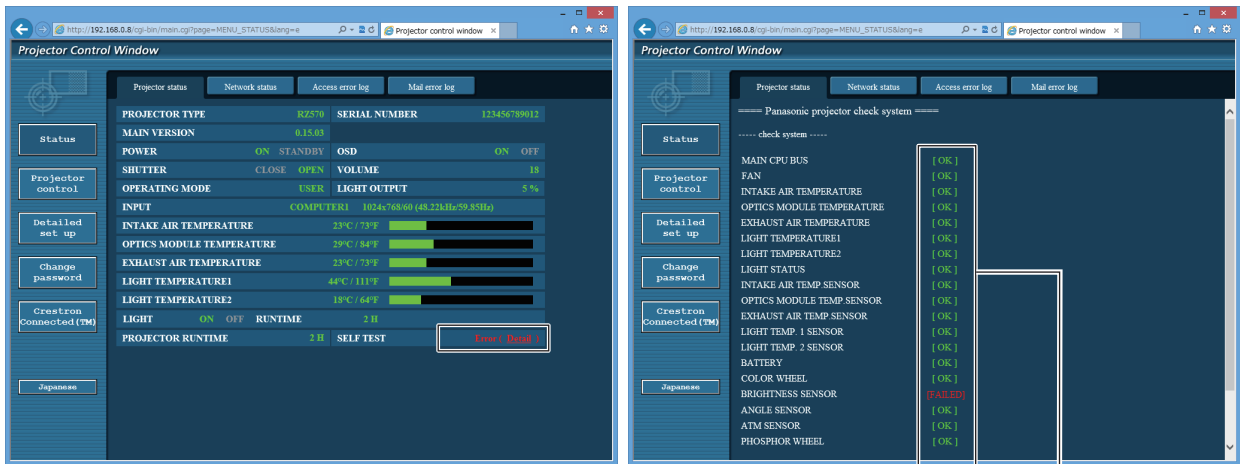 http://192.168.0.8/cgi-bin/main.cgi?page=MENU_STATUS&lang=e
Projector control window
Projector Control Window
Projector status
Network status
Access error log
Mail error log
Status
Projector control
Detailed set up
Change password
Crestron Connected(TM)
Japanese
PROJECTOR TYPE RZ570 SERIAL NUMBER 123456789012
MAIN VERSION 0.15.03
POWER ON STANDBY OSD ON OFF
SHUTTER CLOSE OPEN VOLUME 18
OPERATING MODE USER LIGHT OUTPUT 5 %
INPUT COMPUTER1 1024x768/60 (48.22kHz/59.85Hz)
INTAKE AIR TEMPERATURE 23°C / 73°F
OPTICS MODULE TEMPERATURE 29°C / 84°F
EXHAUST AIR TEMPERATURE 23°C / 73°F
LIGHT TEMPERATURE1 44°C / 111°F
LIGHT TEMPERATURE2 18°C / 64°F
LIGHT ON OFF RUNTIME 2 H
PROJECTOR RUNTIME 2 H SELF TEST Error ( Detail )
http://192.168.0.8/cgi-bin/main.cgi?page=MENU_STATUS&lang=e
Projector control window
Projector Control Window
Projector status
Network status
Access error log
Mail error log
Status
Projector control
Detailed set up
Change password
Crestron Connected(TM)
Japanese
==== Panasonic projector check system ====
----- check system -----
MAIN CPU BUS [ OK ]
FAN [ OK ]
INTAKE AIR TEMPERATURE [ OK ]
OPTICS MODULE TEMPERATURE [ OK ]
EXHAUST AIR TEMPERATURE [ OK ]
LIGHT TEMPERATURE1 [ OK ]
LIGHT TEMPERATURE2 [ OK ]
LIGHT STATUS [ OK ]
INTAKE AIR TEMP.SENSOR [ OK ]
OPTICS MODULE TEMP.SENSOR [ OK ]
EXHAUST AIR TEMP.SENSOR [ OK ]
LIGHT TEMP. 1 SENSOR [ OK ]
LIGHT TEMP. 2 SENSOR [ OK ]
BATTERY [ OK ]
COLOR WHEEL [ OK ]
BRIGHTNESS SENSOR [FAILED]
ANGLE SENSOR [ OK ]
ATM SENSOR [ OK ]
PHOSPHOR WHEEL [ OK ]